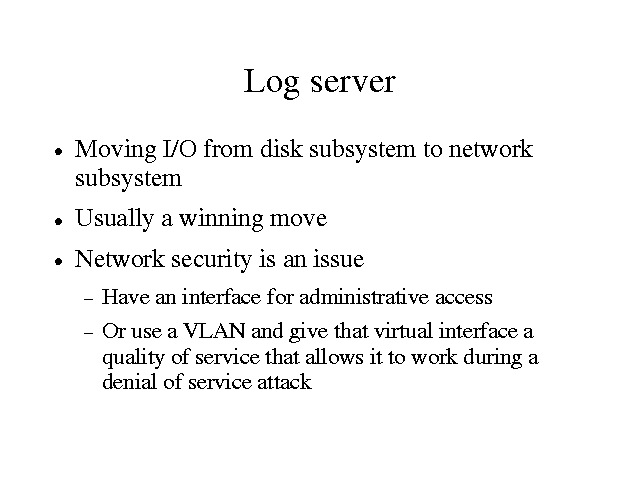 Log server
• Moving I/O from disk subsystem to network
subsystem
• Usually a winning move
• Network security is an issue
– Have an interface for administrative access
– Or use a VLAN and give that virtual interface a
quality of service that allows it to work during a
denial of service attack